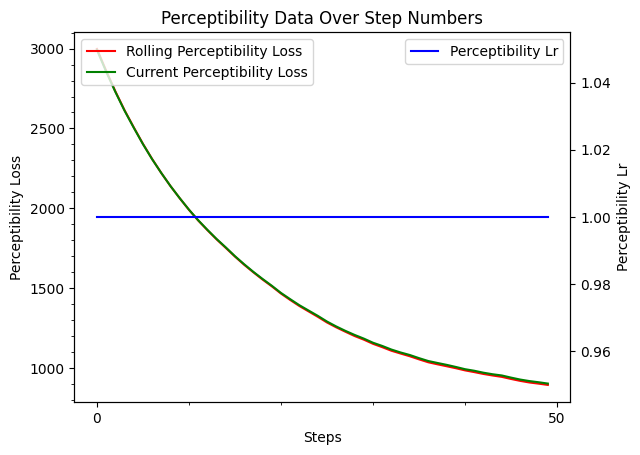 Perceptibility Data Over Step Numbers
Rolling Perceptibility Loss
Current Perceptibility Loss
Perceptibility Lr
3000
2500
2000
1500
1000
Perceptibility Loss
1.04
1.02
1.00
0.98
0.96
Perceptibility Lr
0
50
Steps